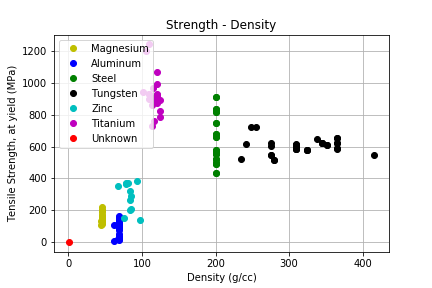 Strength - Density
Tensile Strength, at yield (MPa)
1200
1000
800
600
400
200
0
Magnesium
Aluminum
Steel
Tungsten
Zinc
Titanium
Unknown
0 100 200 300 400
Density (g/cc)